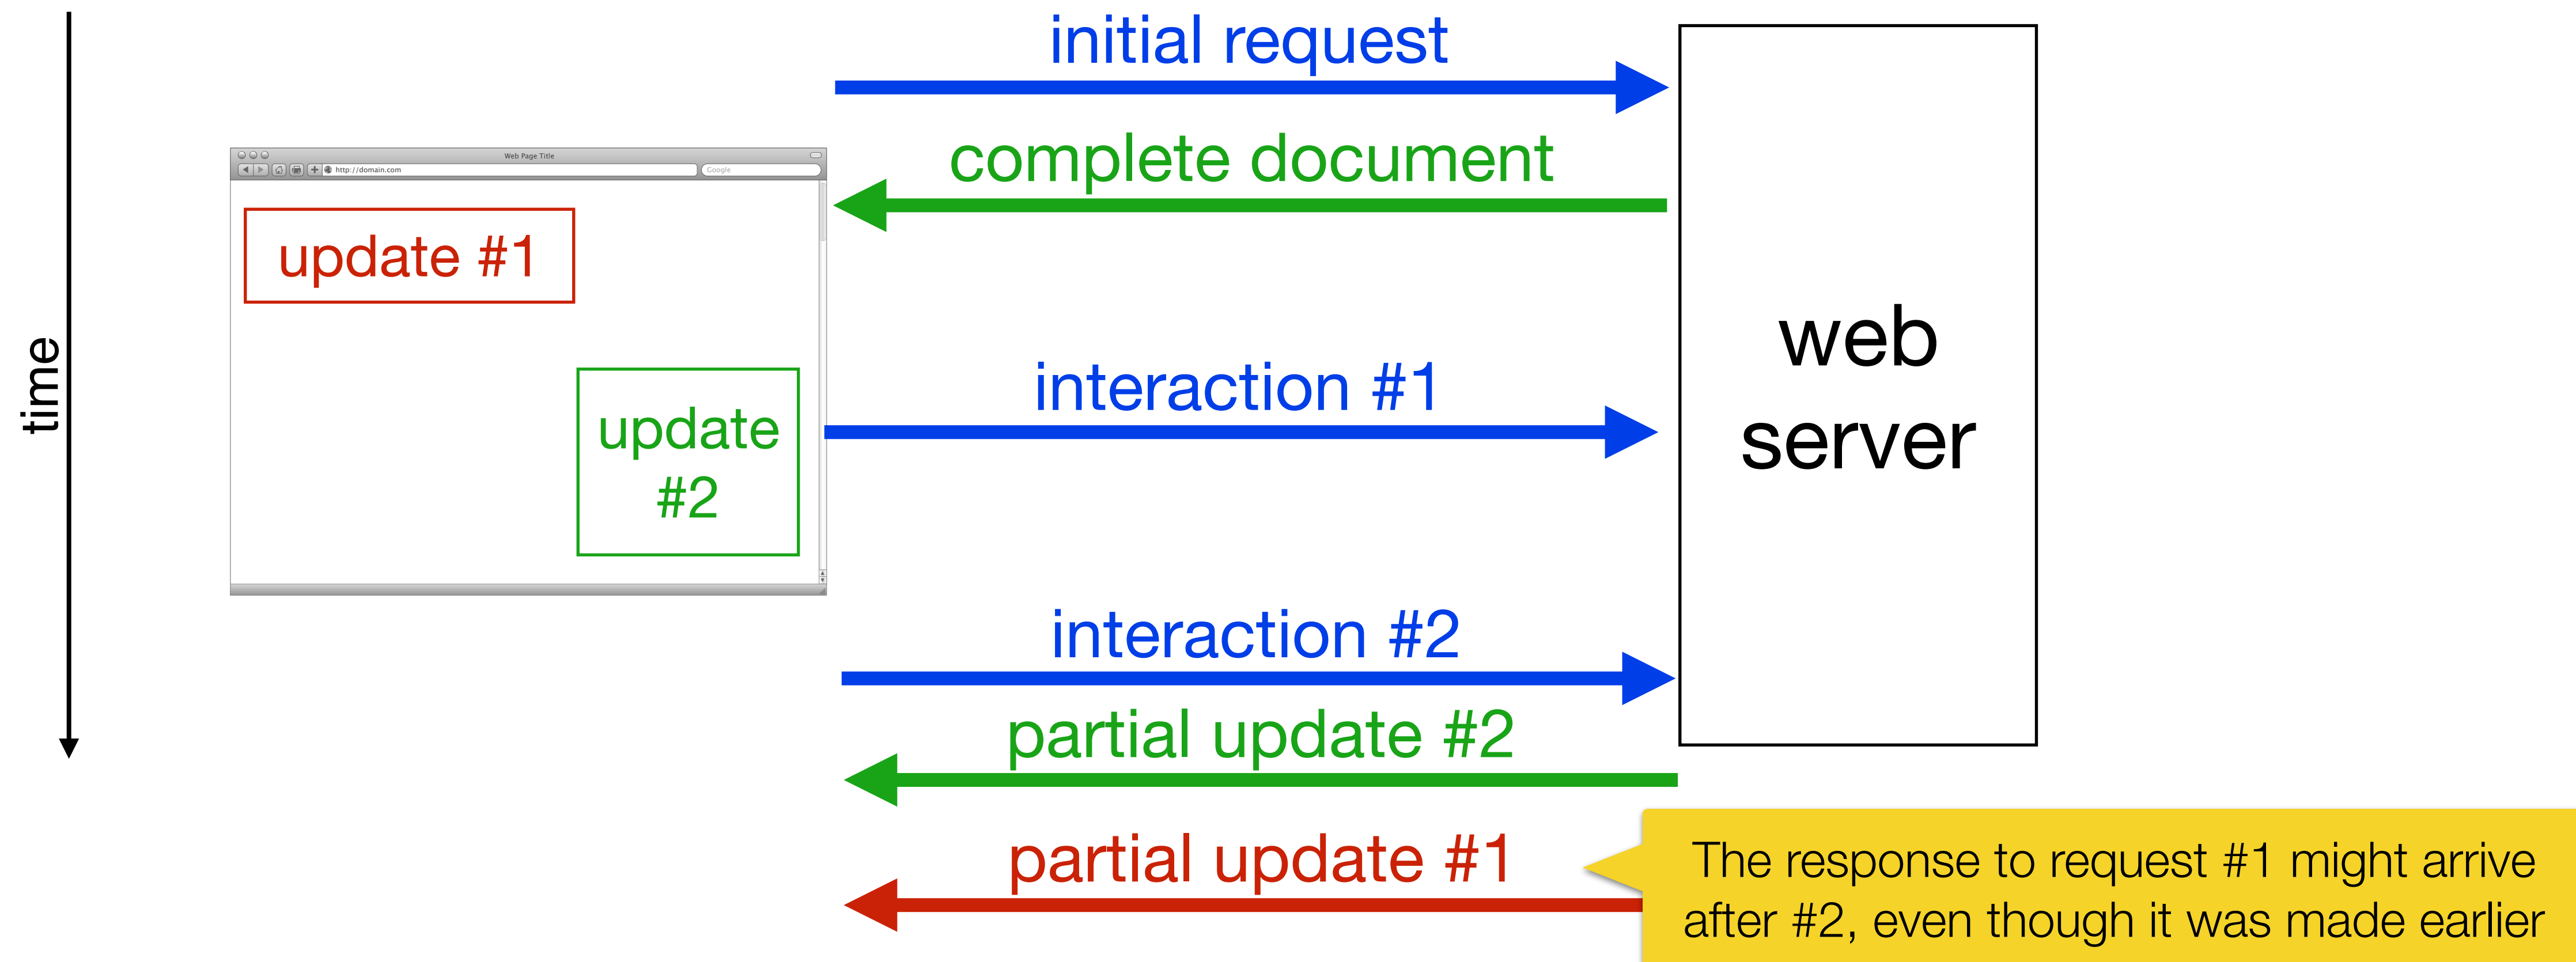 initial request
complete document
Web Page Title
http://domain.com
Google
update #1
time
interaction #1
update
#2
web
server
interaction #2
partial update #2
partial update #1
The response to request #1 might arrive
after #2, even though it was made earlier